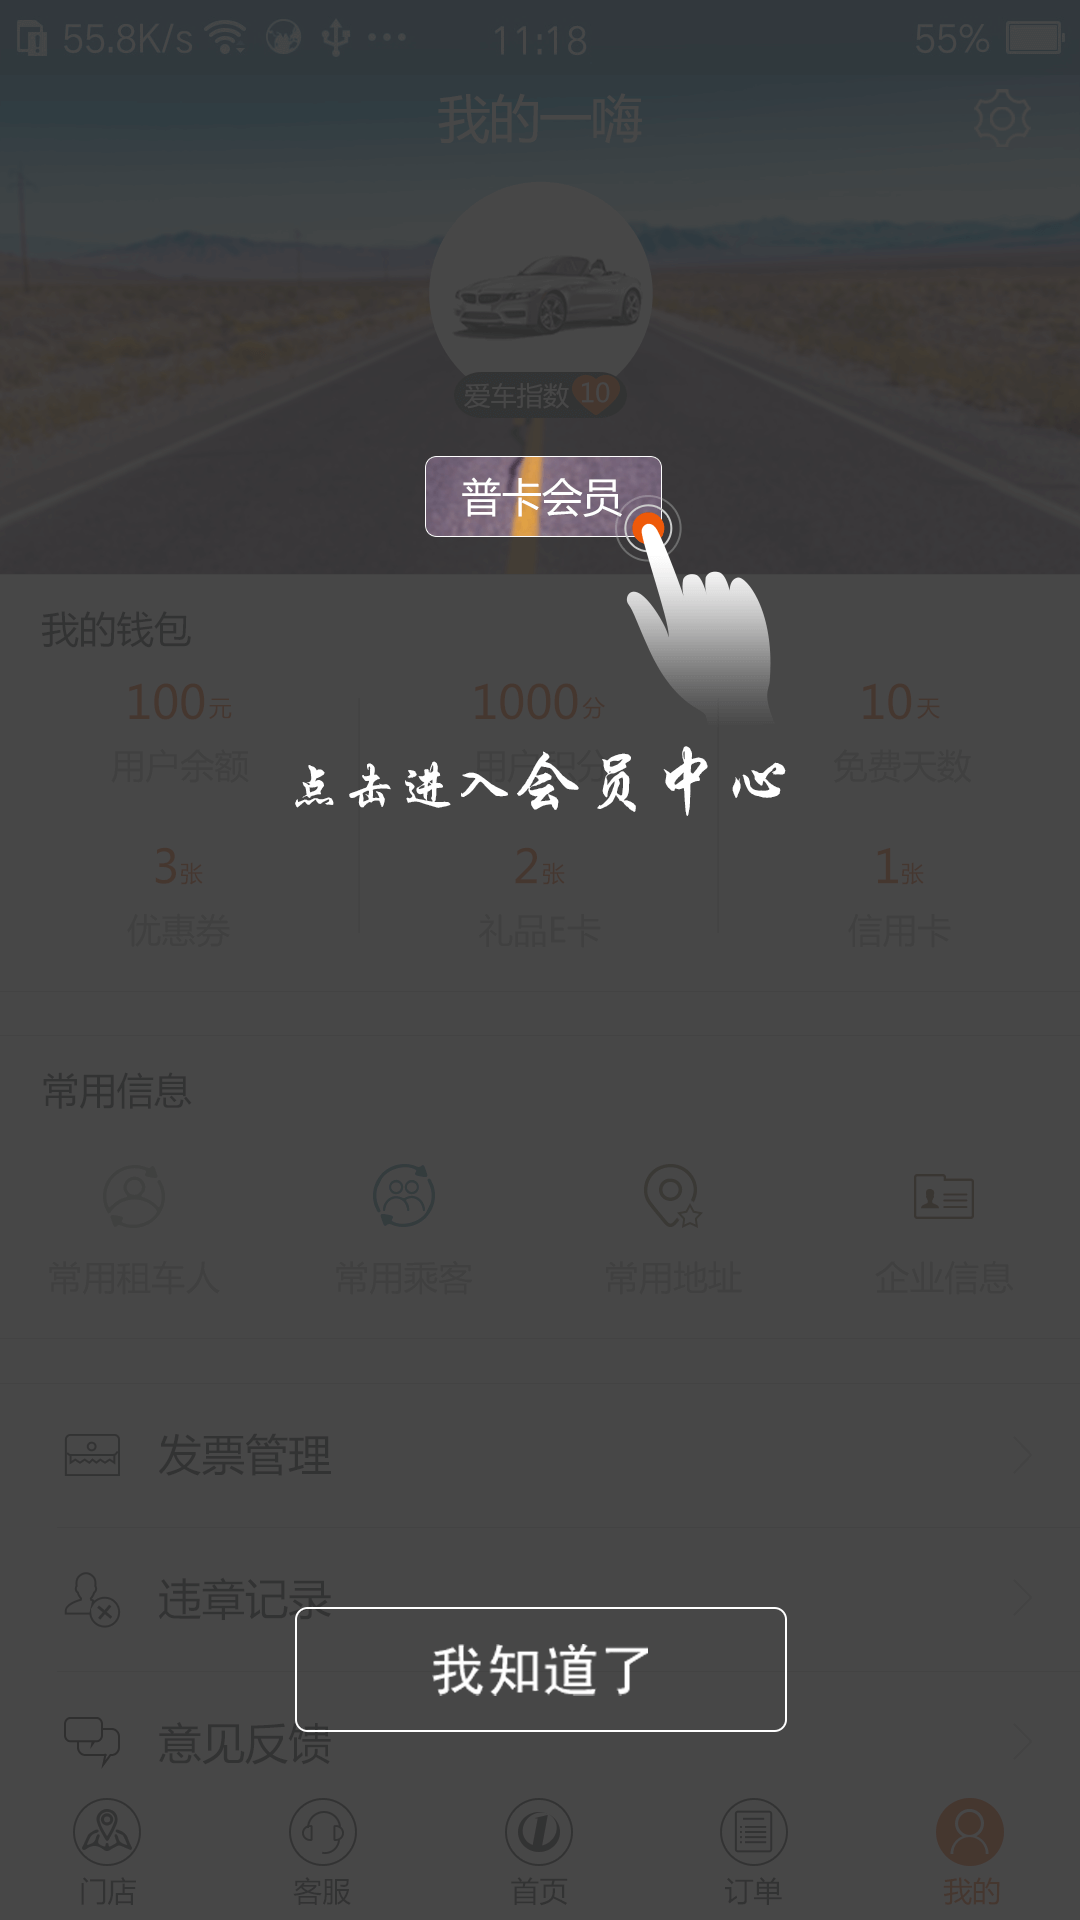 55.8K/s 11:18 55%
我的一嗨
爱车指数 10
普卡会员
我的钱包
100元 1000分 10天
用户余额 用户积分 免费天数
点击进入会员中心
3张 2张 1张
优惠券 礼品E卡 信用卡
常用信息
常用租车人 常用乘客 常用地址 企业信息
发票管理
违章记录
我知道了
意见反馈
门店 客服 首页 订单 我的